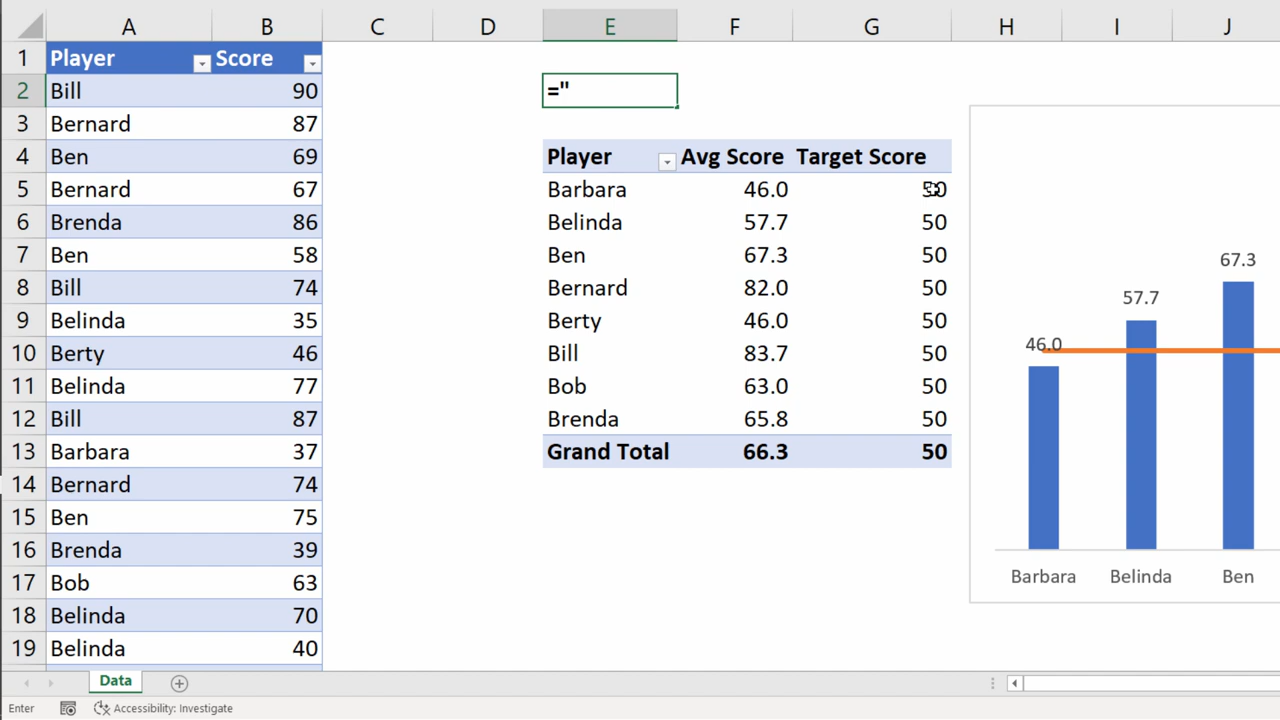 A B C D E F G H I J
1 Player Score
2 Bill 90 ="
3 Bernard 87
4 Ben 69 Player Avg Score Target Score
5 Bernard 67 Barbara 46.0 50
6 Brenda 86 Belinda 57.7 50
7 Ben 58 Ben 67.3 50
8 Bill 74 Bernard 82.0 50
9 Belinda 35 Berty 46.0 50
10 Berty 46 Bill 83.7 50
11 Belinda 77 Bob 63.0 50
12 Bill 87 Brenda 65.8 50
13 Barbara 37 Grand Total 66.3 50
14 Bernard 74
15 Ben 75
16 Brenda 39
17 Bob 63
18 Belinda 70
19 Belinda 40
67.3
57.7
46.0
Barbara Belinda Ben
Data
Enter Accessibility: Investigate